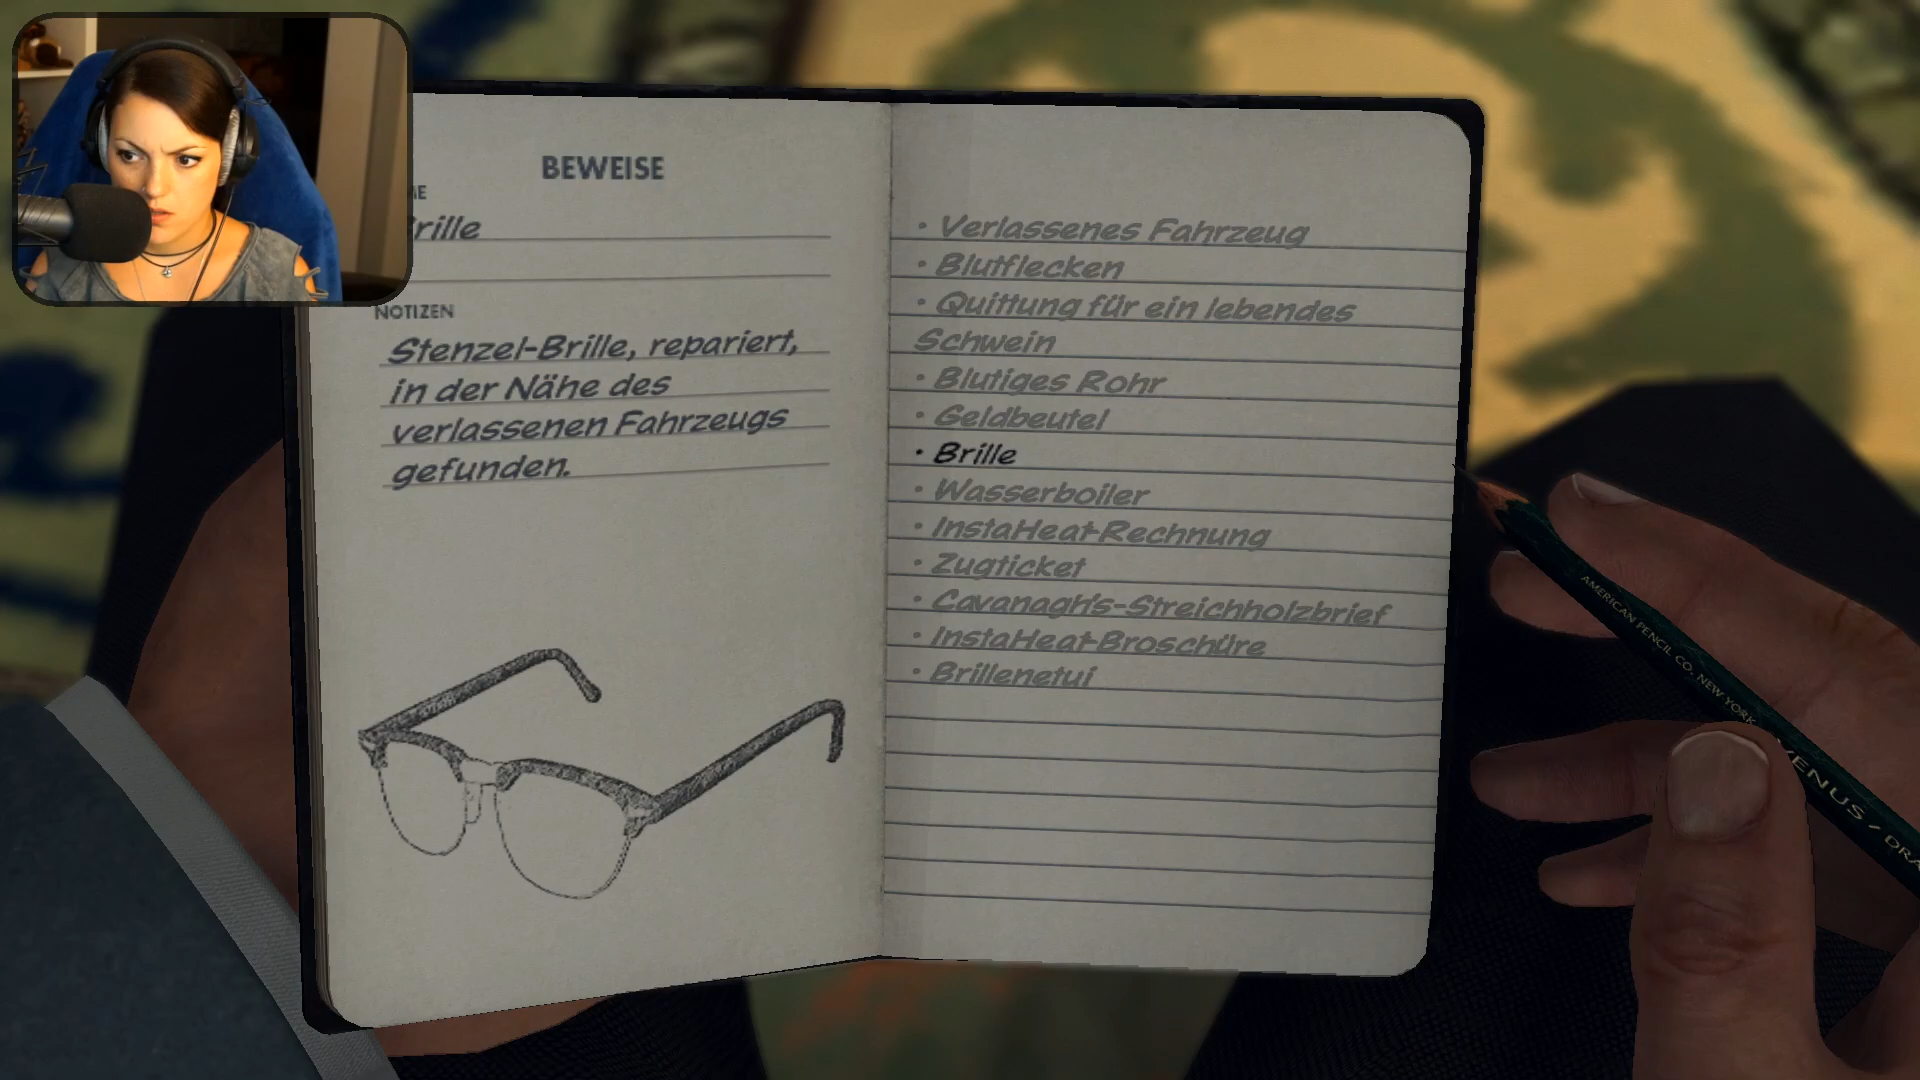 BEWEISE
Brille
NOTIZEN
Stenzel-Brille, repariert,
in der Nähe des
verlassenen Fahrzeugs
gefunden.
• Verlassenes Fahrzeug
• Blutflecken
• Quittung für ein lebendes
Schwein
• Blutiges Rohr
• Geldbeutel
• Brille
• Wasserboiler
• InstaHeat-Rechnung
• Zugticket
• Cavanagh's-Streichholzbrief
• InstaHeat-Broschüre
• Brillenetui
AMERICAN PENCIL CO. NEW YORK
VENUS